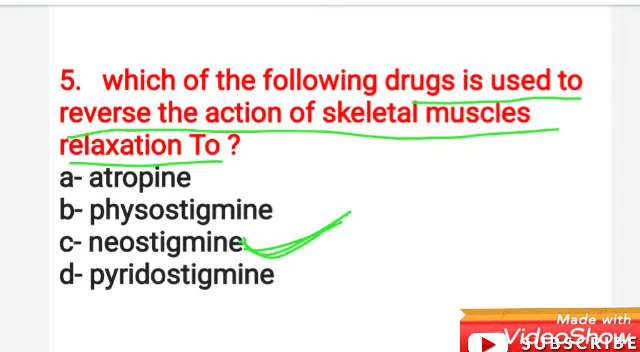 5. which of the following drugs is used to
reverse the action of skeletal muscles
relaxation To ?
a- atropine
b- physostigmine
c- neostigmine
d- pyridostigmine
Made with
VideoShow
SUBSCRIBE